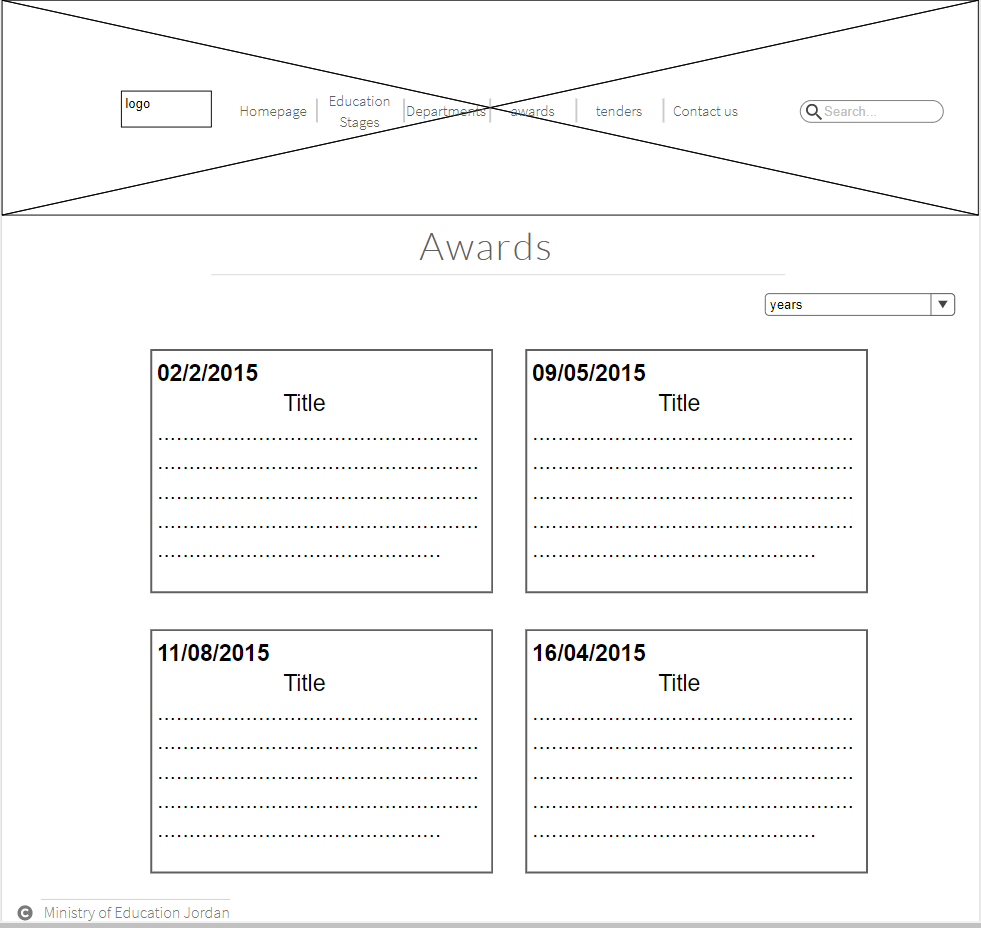 logo
Homepage
Education
Stages
Departments
awards
tenders
Contact us
Search...
Awards
years
02/2/2015
Title
.....................................................
.....................................................
.....................................................
.....................................................
...............................................
09/05/2015
Title
.....................................................
.....................................................
.....................................................
.....................................................
...............................................
11/08/2015
Title
.....................................................
.....................................................
.....................................................
.....................................................
...............................................
16/04/2015
Title
.....................................................
.....................................................
.....................................................
.....................................................
...............................................
C Ministry of Education Jordan